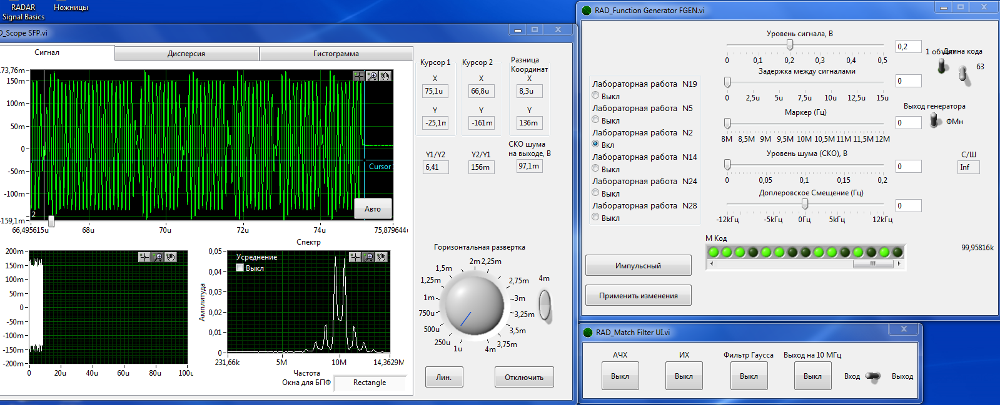 RADAR
Signal Basics
Ножницы
D_Scope SFP.vi
Сигнал
Дисперсия
Гистограмма
173,76m
150m
100m
50m
0
-50m
-100m
-159,1m
2
Cursor
Авто
66,495615u
68u
70u
72u
74u
75,879644u
Спектр
200m
150m
100m
50m
0
-50m
-100m
-150m
-200m
0
20u
40u
60u
80u
100u
Усреднение
Выкл
Амплитуда
0,05
0,04
0,03
0,02
0,01
0
231,66k
5M
10M
14,3629M
Частота
Окна для БПФ
Rectangle
Курсор 1
Курсор 2
Разница
Координат
X
X
X
75,1u
66,8u
8,3u
Y
Y
Y
-25,1m
-161m
136m
Y1/Y2
Y2/Y1
СКО шума
на выходе, В
6,41
156m
97,1m
Горизонтальная развертка
2m
2,25m
1,5m
1,25m
2,75m
4m
1m
3m
750u
3,25m
500u
3,5m
250u
3,75m
1u
4m
Лин.
Отключить
RAD_Function Generator FGEN.vi
Лабораторная работа N19
Выкл
Лабораторная работа N5
Выкл
Лабораторная работа N2
Вкл
Лабораторная работа N14
Выкл
Лабораторная работа N24
Выкл
Лабораторная работа N28
Выкл
Импульсный
Применить изменения
Уровень сигнала, В
0,2
0
0,1
0,2
0,3
0,4
0,5
Задержка между сигналами
0
0
2,5u
5u
7,5u
10u
12,5u
15u
Маркер (Гц)
0
8M
8,5M
9M
9,5M
10M
10,5M
11M
11,5M
12M
Уровень шума (СКО), В
0
0
0,05
0,1
0,15
0,2
Доплеровское Смещение (Гц)
0
-12кГц
-5кГц
0Гц
5кГц
12кГц
1 объект
Длина кода
63
Выход генератора
ФМн
С/Ш
Inf
М Код
99,95816k
RAD_Match Filter UI.vi
АЧХ
ИХ
Фильтр Гаусса
Выход на 10 МГц
Выкл
Выкл
Выкл
Выкл
Вход
Выход